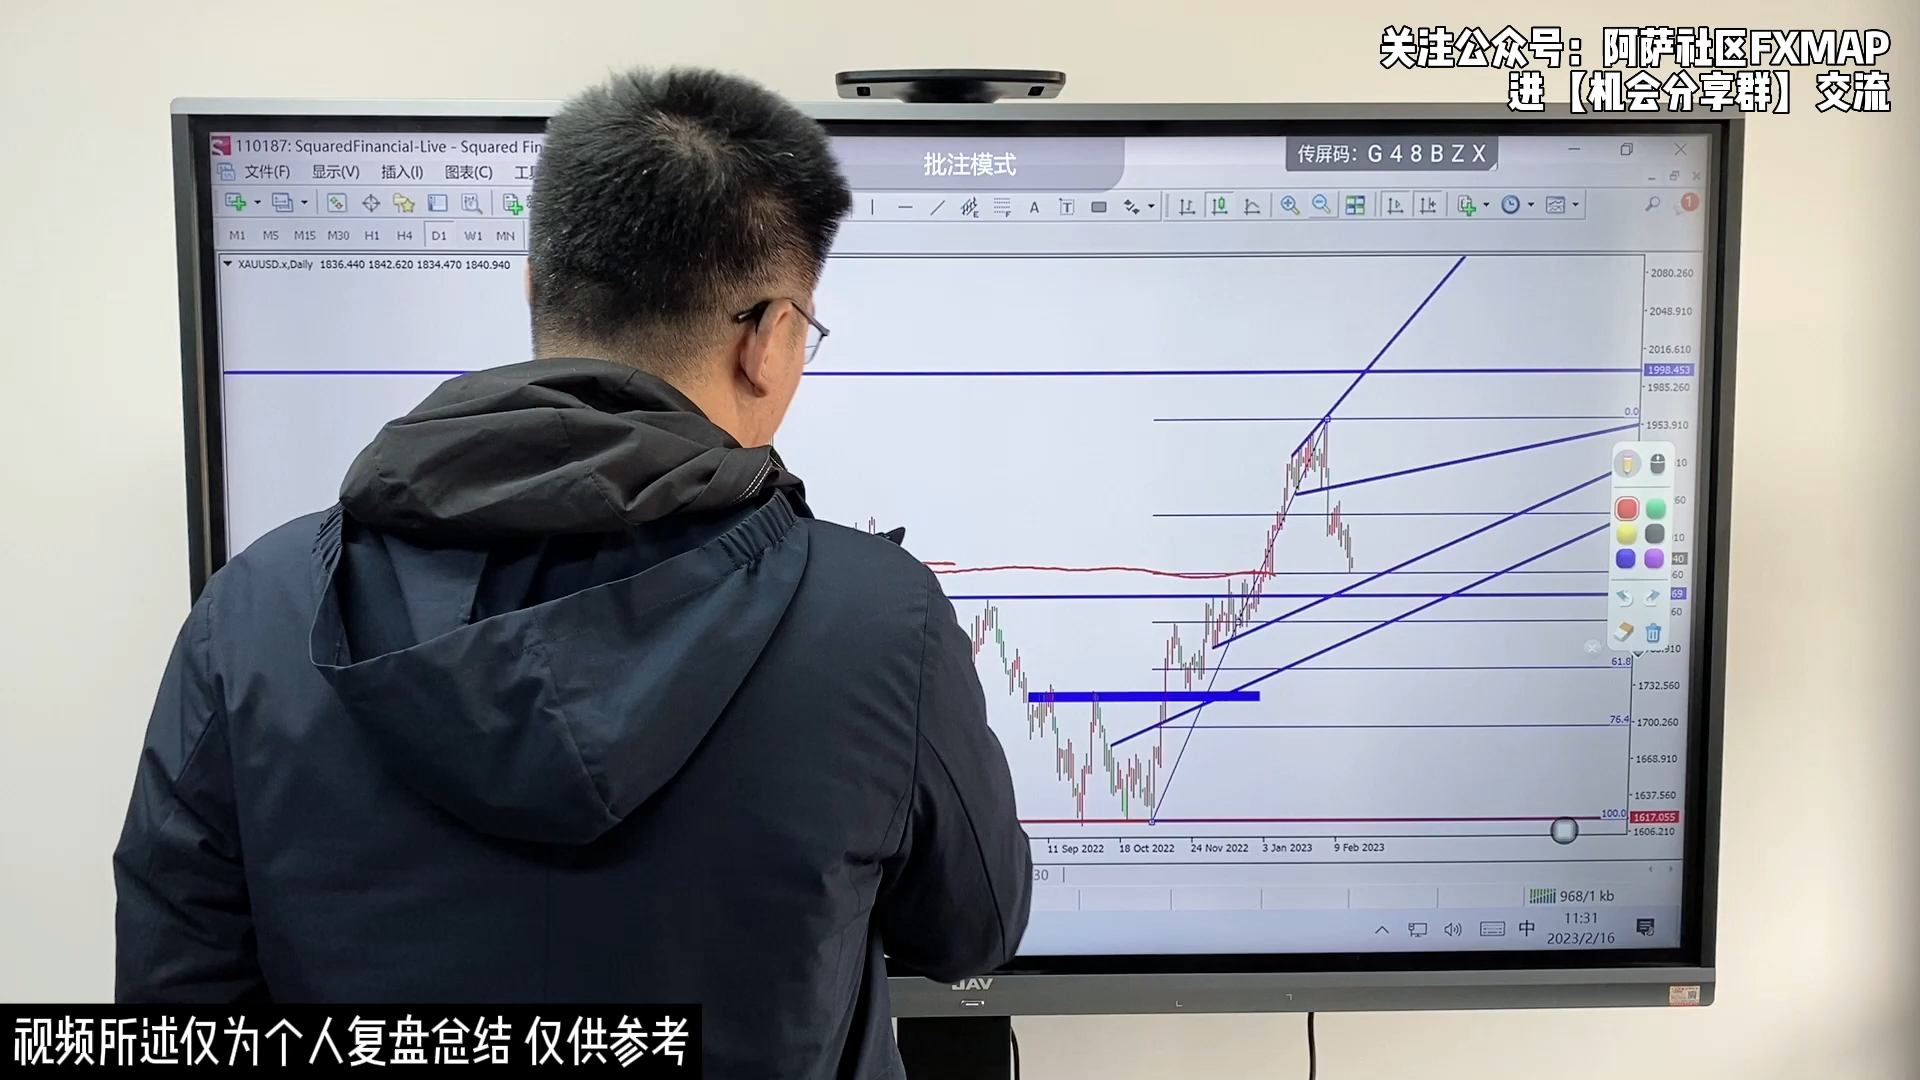 关注公众号：阿萨社区FXMAP
进【机会分享群】交流
110187: SquaredFinancial-Live - Squared Fin
批注模式
传屏码：G48BZX
文件(F) 显示(V) 插入(I) 图表(C)
M1 M5 M15 M30 H1 H4 D1 W1 MN
XAUUSD.x,Daily 1836.440 1842.620 1834.470 1840.940
2080.260
2048.910
2016.610
1998.453
1985.260
0.0
1953.910
61.8
1732.560
76.4
1700.260
1668.910
1637.560
100.0
1617.055
1606.210
11 Sep 2022 18 Oct 2022 24 Nov 2022 3 Jan 2023 9 Feb 2023
968/1 kb
中
11:31
2023/2/16
视频所述仅为个人复盘总结 仅供参考